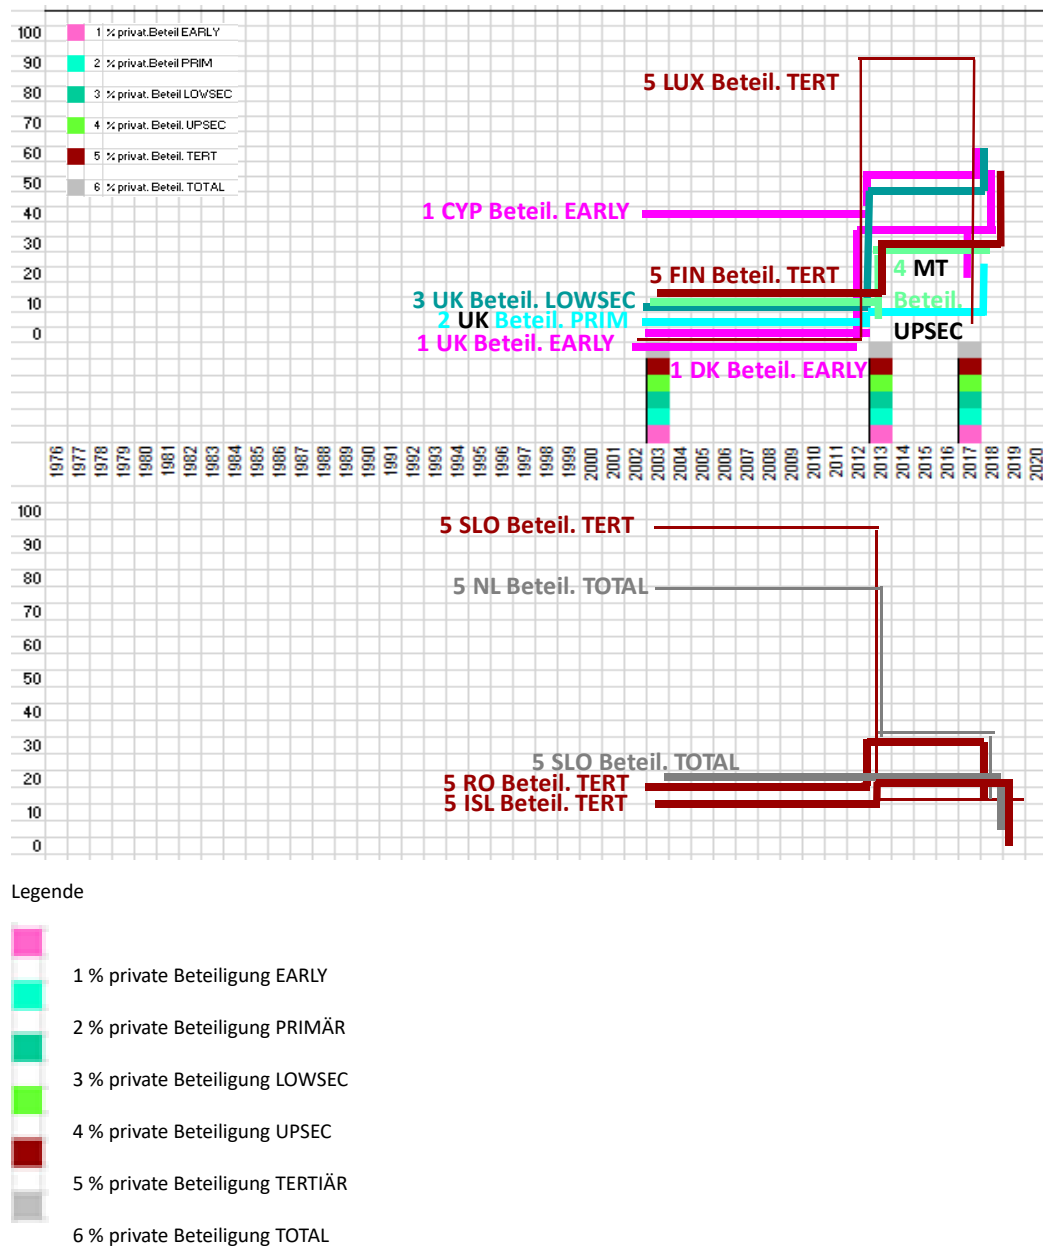 100
90
80
70
60
50
40
30
20
10
0
1 % privat.Beteil EARLY
2 % privat.Beteil PRIM
3 % privat.Beteil LOWSEC
4 % privat. Beteil. UPSEC
5 % privat. Beteil. TERT
6 % privat. Beteil. TOTAL
5 LUX Beteil. TERT
1 CYP Beteil. EARLY
5 FIN Beteil. TERT
4 MT
Beteil.
UPSEC
3 UK Beteil. LOWSEC
2 UK Beteil. PRIM
1 UK Beteil. EARLY
1 DK Beteil. EARLY
1976 1977 1978 1979 1980 1981 1982 1983 1984 1985 1986 1987 1988 1989 1990 1991 1992 1993 1994 1995 1996 1997 1998 1999 2000 2001 2002 2003 2004 2005 2006 2007 2008 2009 2010 2011 2012 2013 2014 2015 2016 2017 2018 2019 2020
100
90
80
70
60
50
40
30
20
10
0
5 SLO Beteil. TERT
5 NL Beteil. TOTAL
5 SLO Beteil. TOTAL
5 RO Beteil. TERT
5 ISL Beteil. TERT
Legende
1 % private Beteiligung EARLY
2 % private Beteiligung PRIMÄR
3 % private Beteiligung LOWSEC
4 % private Beteiligung UPSEC
5 % private Beteiligung TERTIÄR
6 % private Beteiligung TOTAL